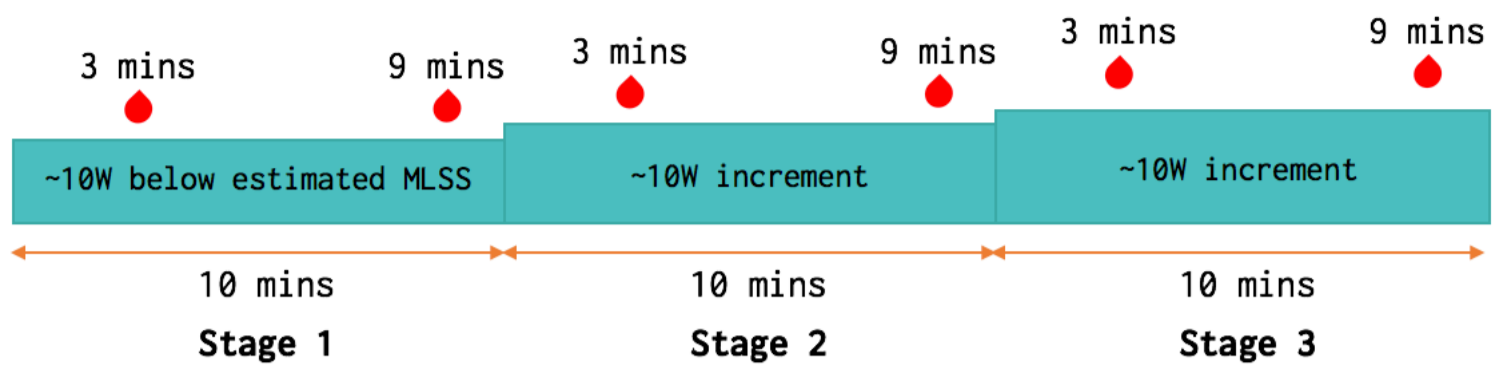 3 mins
9 mins
3 mins
9 mins
3 mins
9 mins
~10W below estimated MLSS
~10W increment
~10W increment
10 mins
10 mins
10 mins
Stage 1
Stage 2
Stage 3